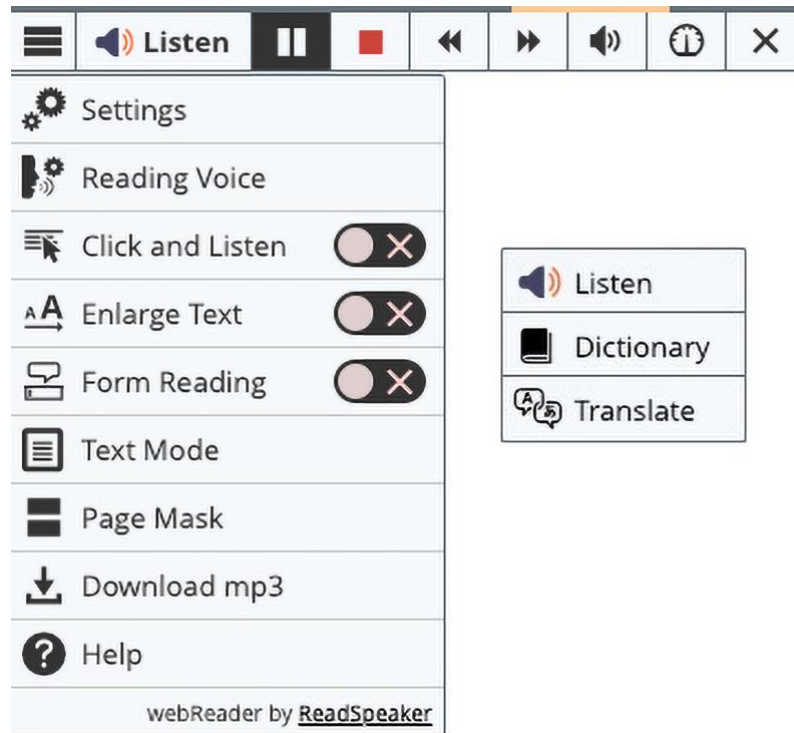 Listen
Settings
Reading Voice
Click and Listen
Enlarge Text
Form Reading
Text Mode
Page Mask
Download mp3
Help
webReader by ReadSpeaker
Listen
Dictionary
Translate